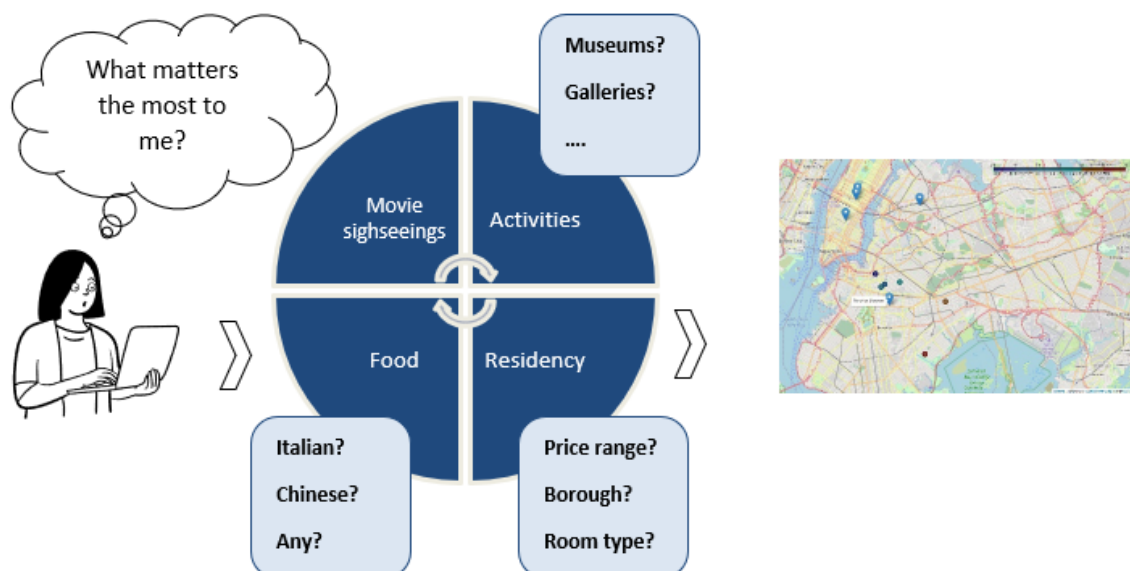 What matters
the most to
me?
Museums?
Galleries?
....
Movie
sighseeings
Activities
Food
Residency
Italian?
Chinese?
Any?
Price range?
Borough?
Room type?